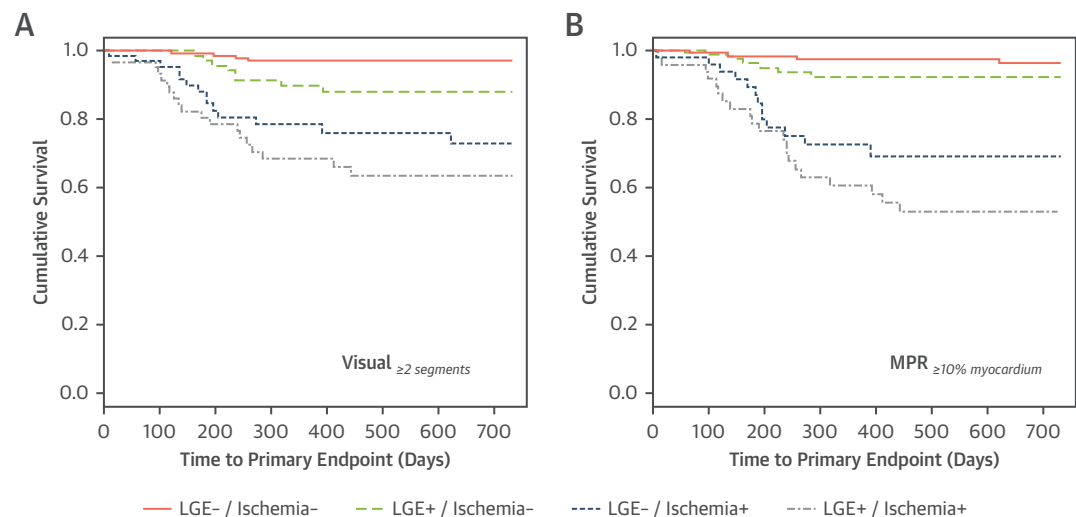 A
Cumulative Survival
1.0
0.8
0.6
0.4
0.2
0.0
Visual ≥2 segments
0 100 200 300 400 500 600 700
Time to Primary Endpoint (Days)
B
Cumulative Survival
1.0
0.8
0.6
0.4
0.2
0.0
MPR ≥10% myocardium
0 100 200 300 400 500 600 700
Time to Primary Endpoint (Days)
LGE– / Ischemia– LGE+ / Ischemia– LGE– / Ischemia+ LGE+ / Ischemia+